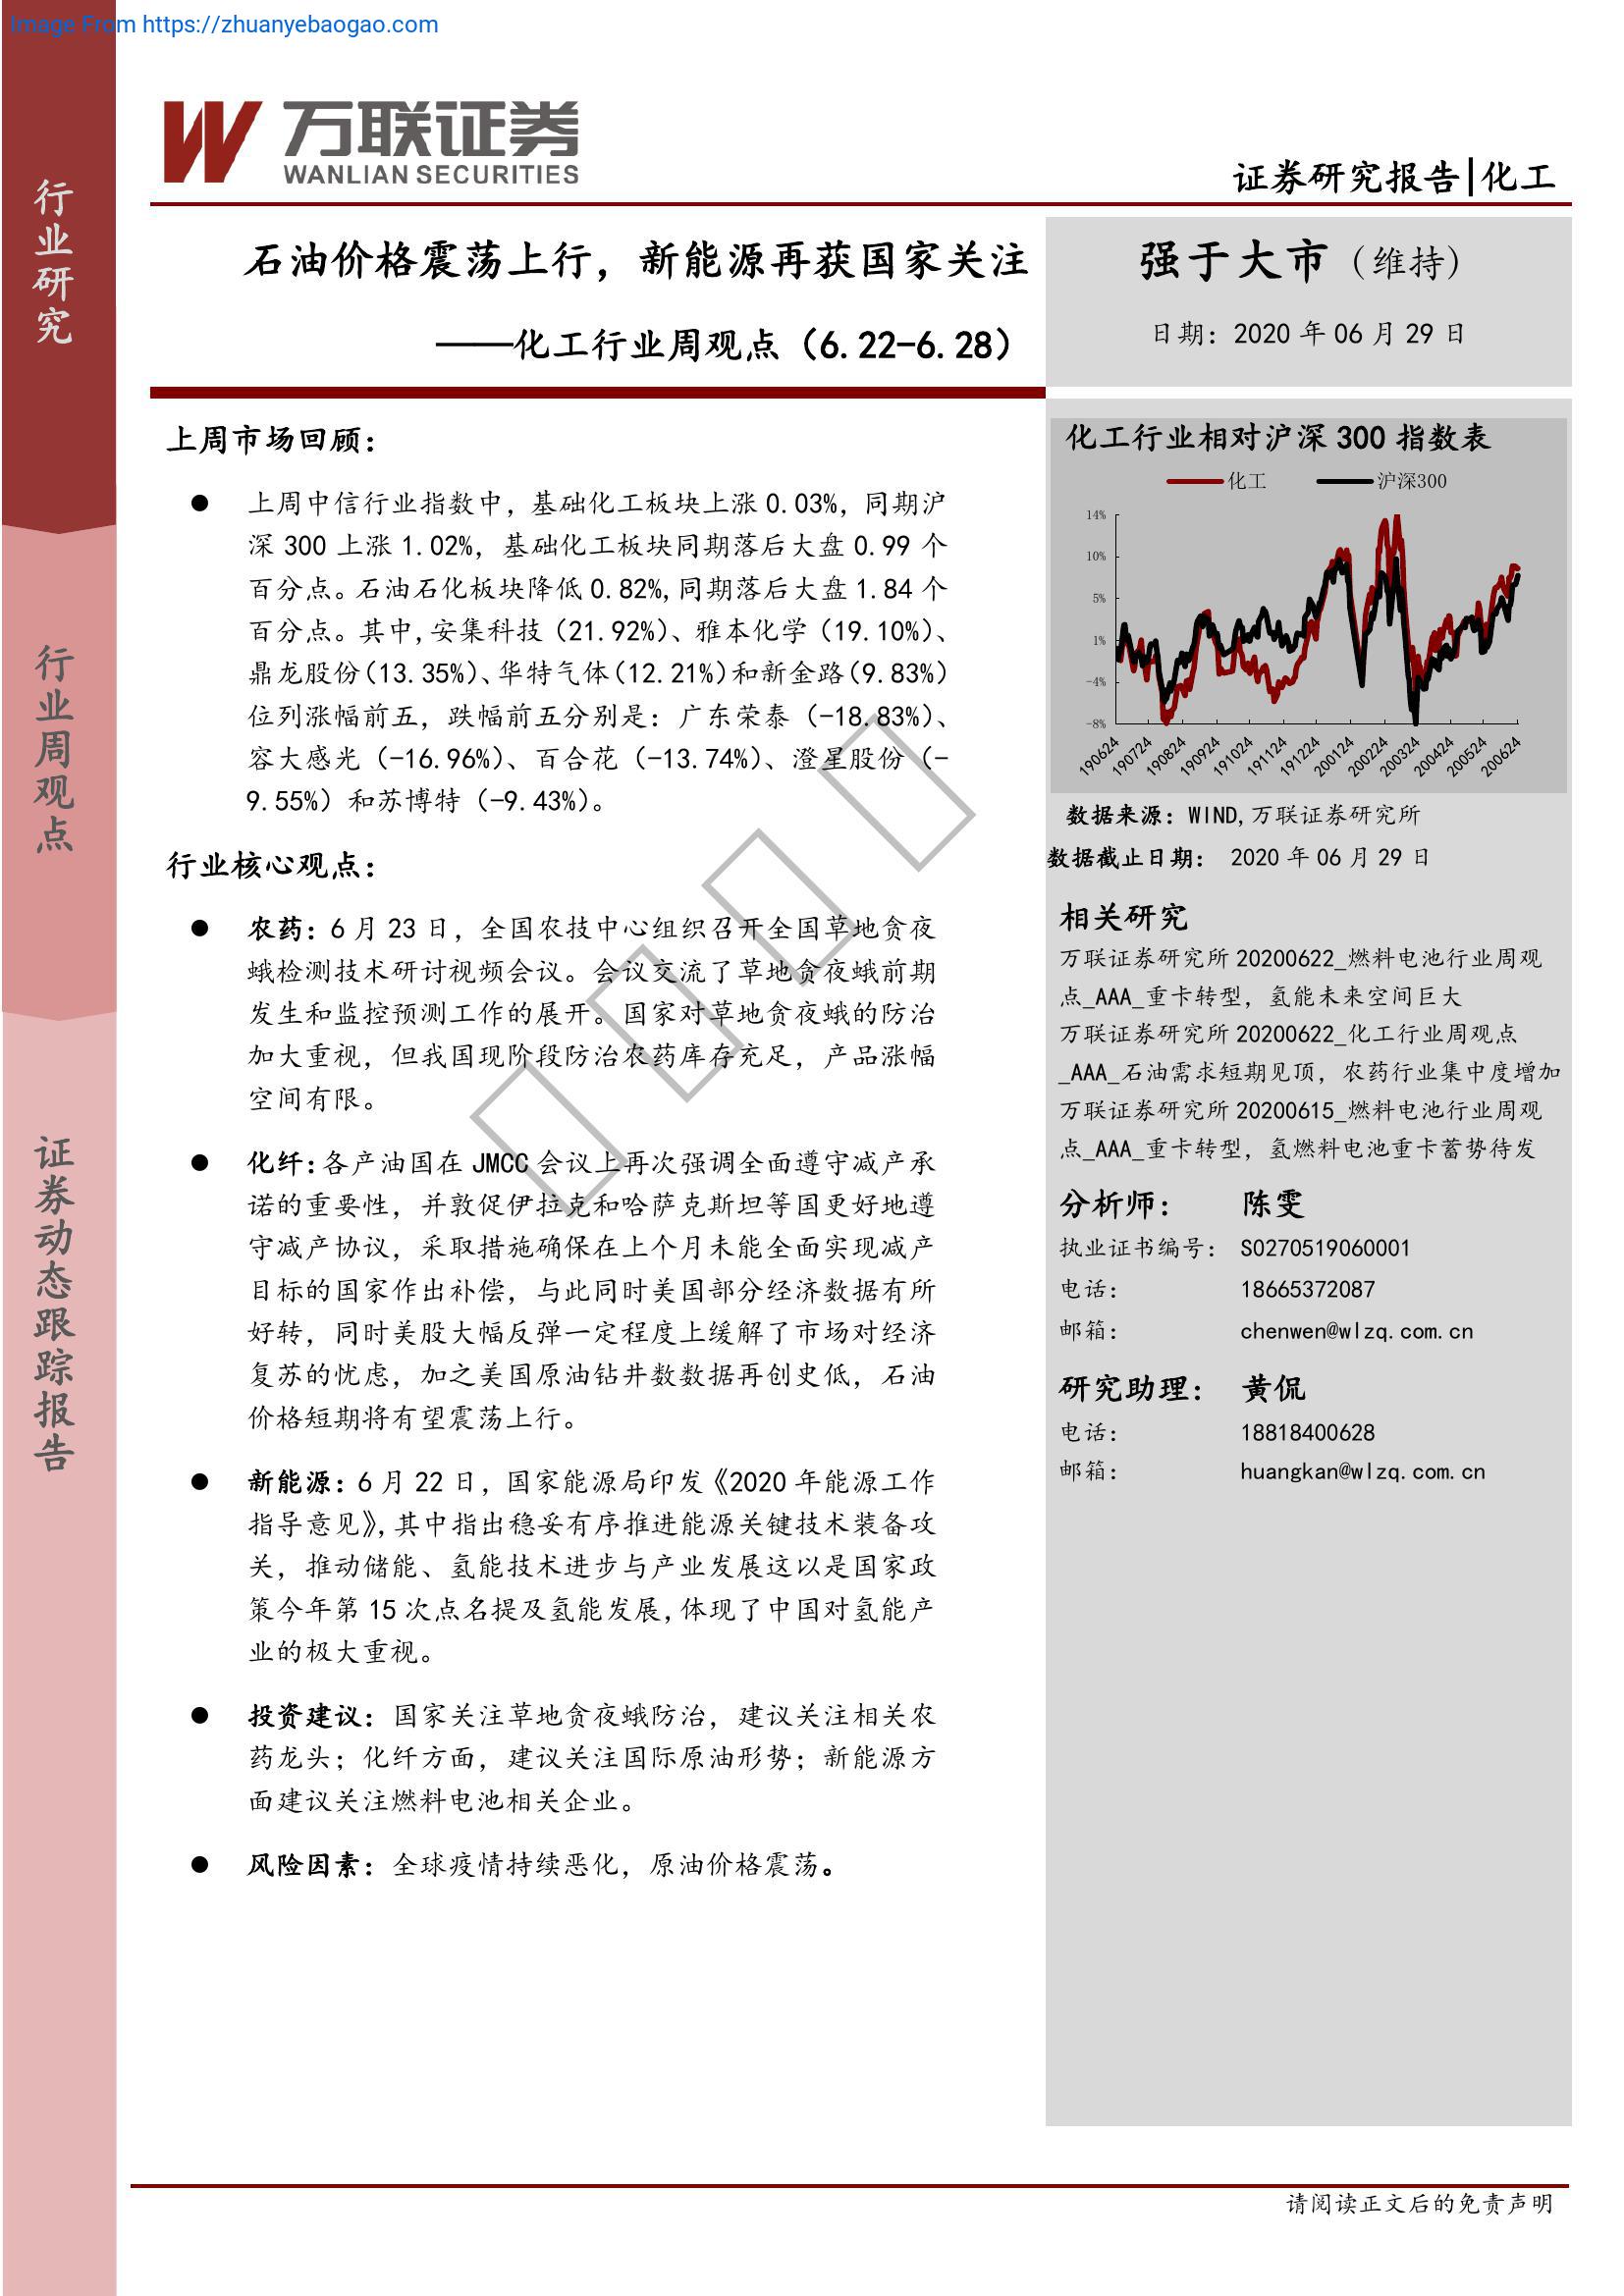 Image From https://zhuanyebaogao.com
万联证券
WANLIAN SECURITIES
证券研究报告|化工
行业研究
行业周观点
证券动态跟踪报告
石油价格震荡上行，新能源再获国家关注
——化工行业周观点（6.22-6.28）
强于大市（维持）
日期：2020 年 06 月 29 日
上周市场回顾：
● 上周中信行业指数中，基础化工板块上涨 0.03%，同期沪
深 300 上涨 1.02%，基础化工板块同期落后大盘 0.99 个
百分点。石油石化板块降低 0.82%,同期落后大盘 1.84 个
百分点。其中,安集科技（21.92%）、雅本化学（19.10%）、
鼎龙股份（13.35%）、华特气体（12.21%）和新金路（9.83%）
位列涨幅前五，跌幅前五分别是：广东荣泰（-18.83%）、
容大感光（-16.96%）、百合花（-13.74%）、澄星股份（-
9.55%）和苏博特（-9.43%）。
行业核心观点：
● 农药：6 月 23 日，全国农技中心组织召开全国草地贪夜
蛾检测技术研讨视频会议。会议交流了草地贪夜蛾前期
发生和监控预测工作的展开。国家对草地贪夜蛾的防治
加大重视，但我国现阶段防治农药库存充足，产品涨幅
空间有限。
● 化纤：各产油国在 JMCC 会议上再次强调全面遵守减产承
诺的重要性，并敦促伊拉克和哈萨克斯坦等国更好地遵
守减产协议，采取措施确保在上个月未能全面实现减产
目标的国家作出补偿，与此同时美国部分经济数据有所
好转，同时美股大幅反弹一定程度上缓解了市场对经济
复苏的忧虑，加之美国原油钻井数数据再创史低，石油
价格短期将有望震荡上行。
● 新能源：6 月 22 日，国家能源局印发《2020 年能源工作
指导意见》,其中指出稳妥有序推进能源关键技术装备攻
关，推动储能、氢能技术进步与产业发展这以是国家政
策今年第 15 次点名提及氢能发展,体现了中国对氢能产
业的极大重视。
● 投资建议：国家关注草地贪夜蛾防治，建议关注相关农
药龙头；化纤方面，建议关注国际原油形势；新能源方
面建议关注燃料电池相关企业。
● 风险因素：全球疫情持续恶化，原油价格震荡。
化工行业相对沪深 300 指数表
化工 沪深300
14%
10%
5%
1%
-4%
-8%
190624 190724 190824 190924 191024 191124 191224 200124 200224 200324 200424 200524 200624
数据来源：WIND,万联证券研究所
数据截止日期： 2020 年 06 月 29 日
相关研究
万联证券研究所 20200622_燃料电池行业周观
点_AAA_重卡转型，氢能未来空间巨大
万联证券研究所 20200622_化工行业周观点
_AAA_石油需求短期见顶，农药行业集中度增加
万联证券研究所 20200615_燃料电池行业周观
点_AAA_重卡转型，氢燃料电池重卡蓄势待发
分析师： 陈雯
执业证书编号： S0270519060001
电话： 18665372087
邮箱： chenwen@wlzq.com.cn
研究助理： 黄侃
电话： 18818400628
邮箱： huangkan@wlzq.com.cn
请阅读正文后的免责声明